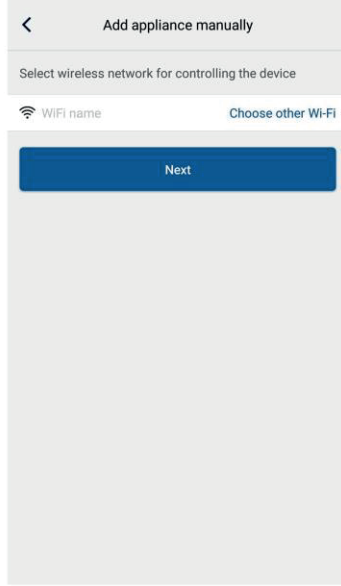 Add appliance manually
Select wireless network for controlling the device
WiFi name Choose other Wi-Fi
Next